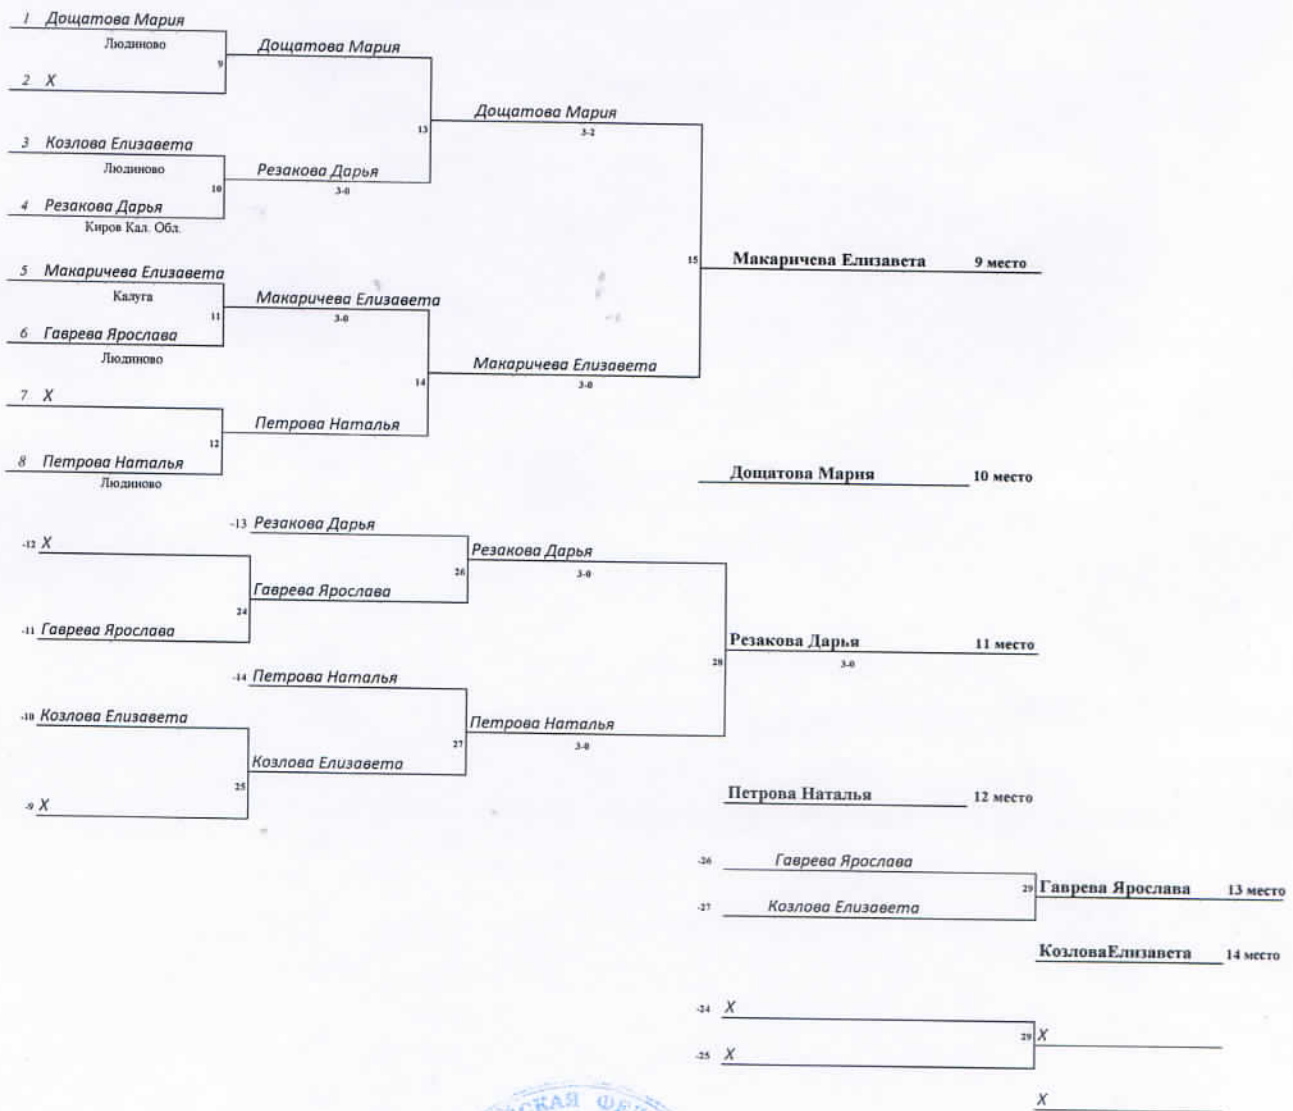 1 Дощатова Мария
Людиново
9
Дощатова Мария
2 X
13
Дощатова Мария
3-2
3 Козлова Елизавета
Людиново
10
Резакова Дарья
3-0
4 Резакова Дарья
Киров Кал. Обл.
15
Макаричева Елизавета 9 место
5 Макаричева Елизавета
Калуга
11
Макаричева Елизавета
3-0
6 Гаврева Ярослава
Людиново
14
Макаричева Елизавета
3-0
7 X
12
Петрова Наталья
8 Петрова Наталья
Людиново
Дощатова Мария 10 место
-13 Резакова Дарья
-12 X
26
Резакова Дарья
3-0
24
Гаврева Ярослава
-11 Гаврева Ярослава
28
Резакова Дарья 11 место
3-0
-14 Петрова Наталья
-10 Козлова Елизавета
27
Петрова Наталья
3-0
25
Козлова Елизавета
-9 X
Петрова Наталья 12 место
-26 Гаврева Ярослава
29 Гаврева Ярослава 13 место
-27 Козлова Елизавета
КозловаЕлизавета 14 место
-24 X
29 X
-25 X
X